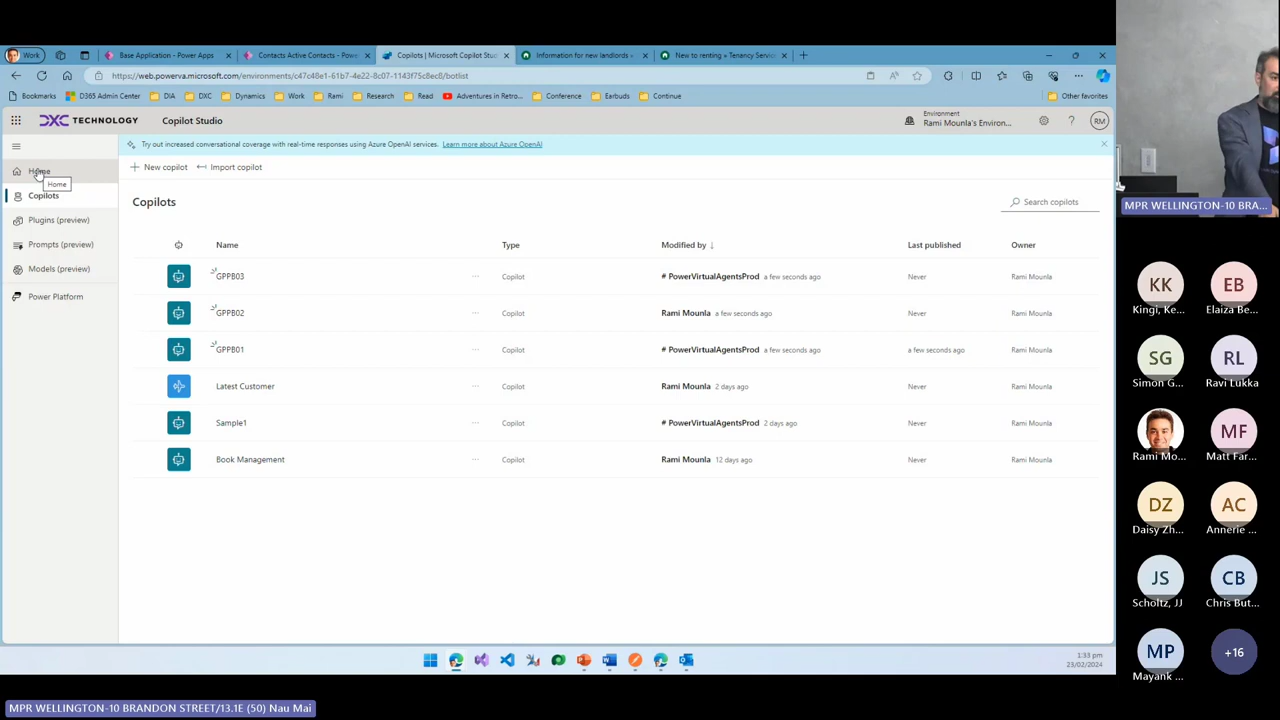 Work
Base Application - Power Apps
Contacts Active Contacts - Powe
Copilots | Microsoft Copilot Stud
Information for new landlords »
New to renting » Tenancy Servic
https://web.powerva.microsoft.com/environments/c47c48e1-61b7-4e22-8c07-1143f75c8ec8/botlist
Bookmarks
D365 Admin Center
DIA
DXC
Dynamics
Work
Rami
Research
Read
Adventures in Retro...
Conference
Earbuds
Continue
Other favorites
DXC TECHNOLOGY
Copilot Studio
Environment
Rami Mounla's Environ...
RM
Try out increased conversational coverage with real-time responses using Azure OpenAI services. Learn more about Azure OpenAI
Home
Home
Copilots
Plugins (preview)
Prompts (preview)
Models (preview)
Power Platform
New copilot
Import copilot
Copilots
Search copilots
Name Type Modified by ↓ Last published Owner
GPPB03 Copilot # PowerVirtualAgentsProd a few seconds ago Never Rami Mounla
GPPB02 Copilot Rami Mounla a few seconds ago Never Rami Mounla
GPPB01 Copilot # PowerVirtualAgentsProd a few seconds ago a few seconds ago Rami Mounla
Latest Customer Copilot Rami Mounla 2 days ago Never Rami Mounla
Sample1 Copilot # PowerVirtualAgentsProd 2 days ago Never Rami Mounla
Book Management Copilot Rami Mounla 12 days ago Never Rami Mounla
1:33 pm
23/02/2024
MPR WELLINGTON-10 BRA...
KK
Kingi, Ke...
EB
Elaiza Be...
SG
Simon G...
RL
Ravi Lukka
Rami Mo...
MF
Matt Far...
DZ
Daisy Zh...
AC
Annerie ...
JS
Scholtz, JJ
CB
Chris But...
MP
Mayank ...
+16
MPR WELLINGTON-10 BRANDON STREET/13.1E (50) Nau Mai